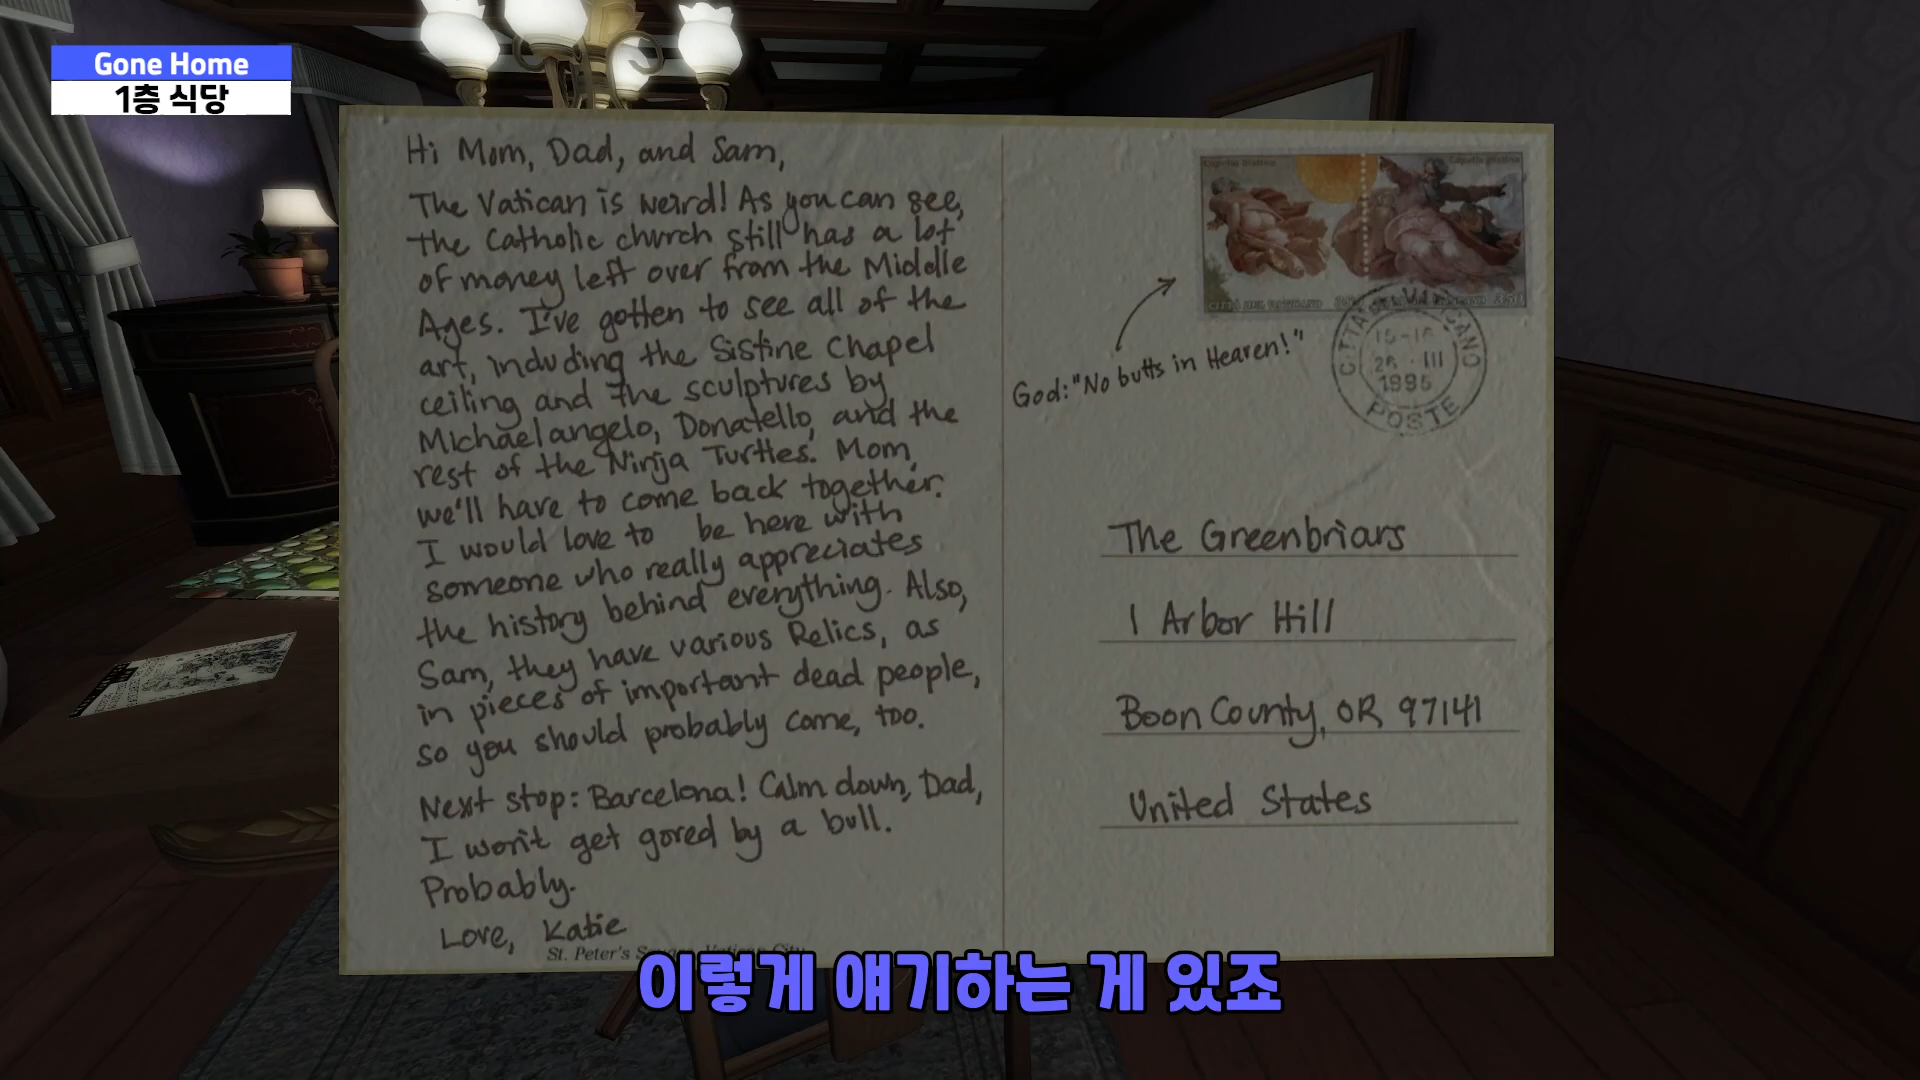 Gone Home
1층 식당
Hi Mom, Dad, and Sam,
The Vatican is weird! As you can see,
the Catholic church still has a lot
of money left over from the Middle
Ages. I've gotten to see all of the
art, including the Sistine Chapel
ceiling and the sculptures by
Michaelangelo, Donatello, and the
rest of the Ninja Turtles. Mom,
we'll have to come back together.
I would love to be here with
someone who really appreciates
the history behind everything. Also,
Sam, they have various Relics, as
in pieces of important dead people,
so you should probably come, too.
Next stop: Barcelona! Calm down, Dad,
I won't get gored by a bull.
Probably.
Love, Katie
St. Peter's Square, Vatican City
God: "No butts in Heaven!"
26 III
1995
POSTE
The Greenbriars
1 Arbor Hill
Boon County, OR 97141
United States
이렇게 얘기하는 게 있죠